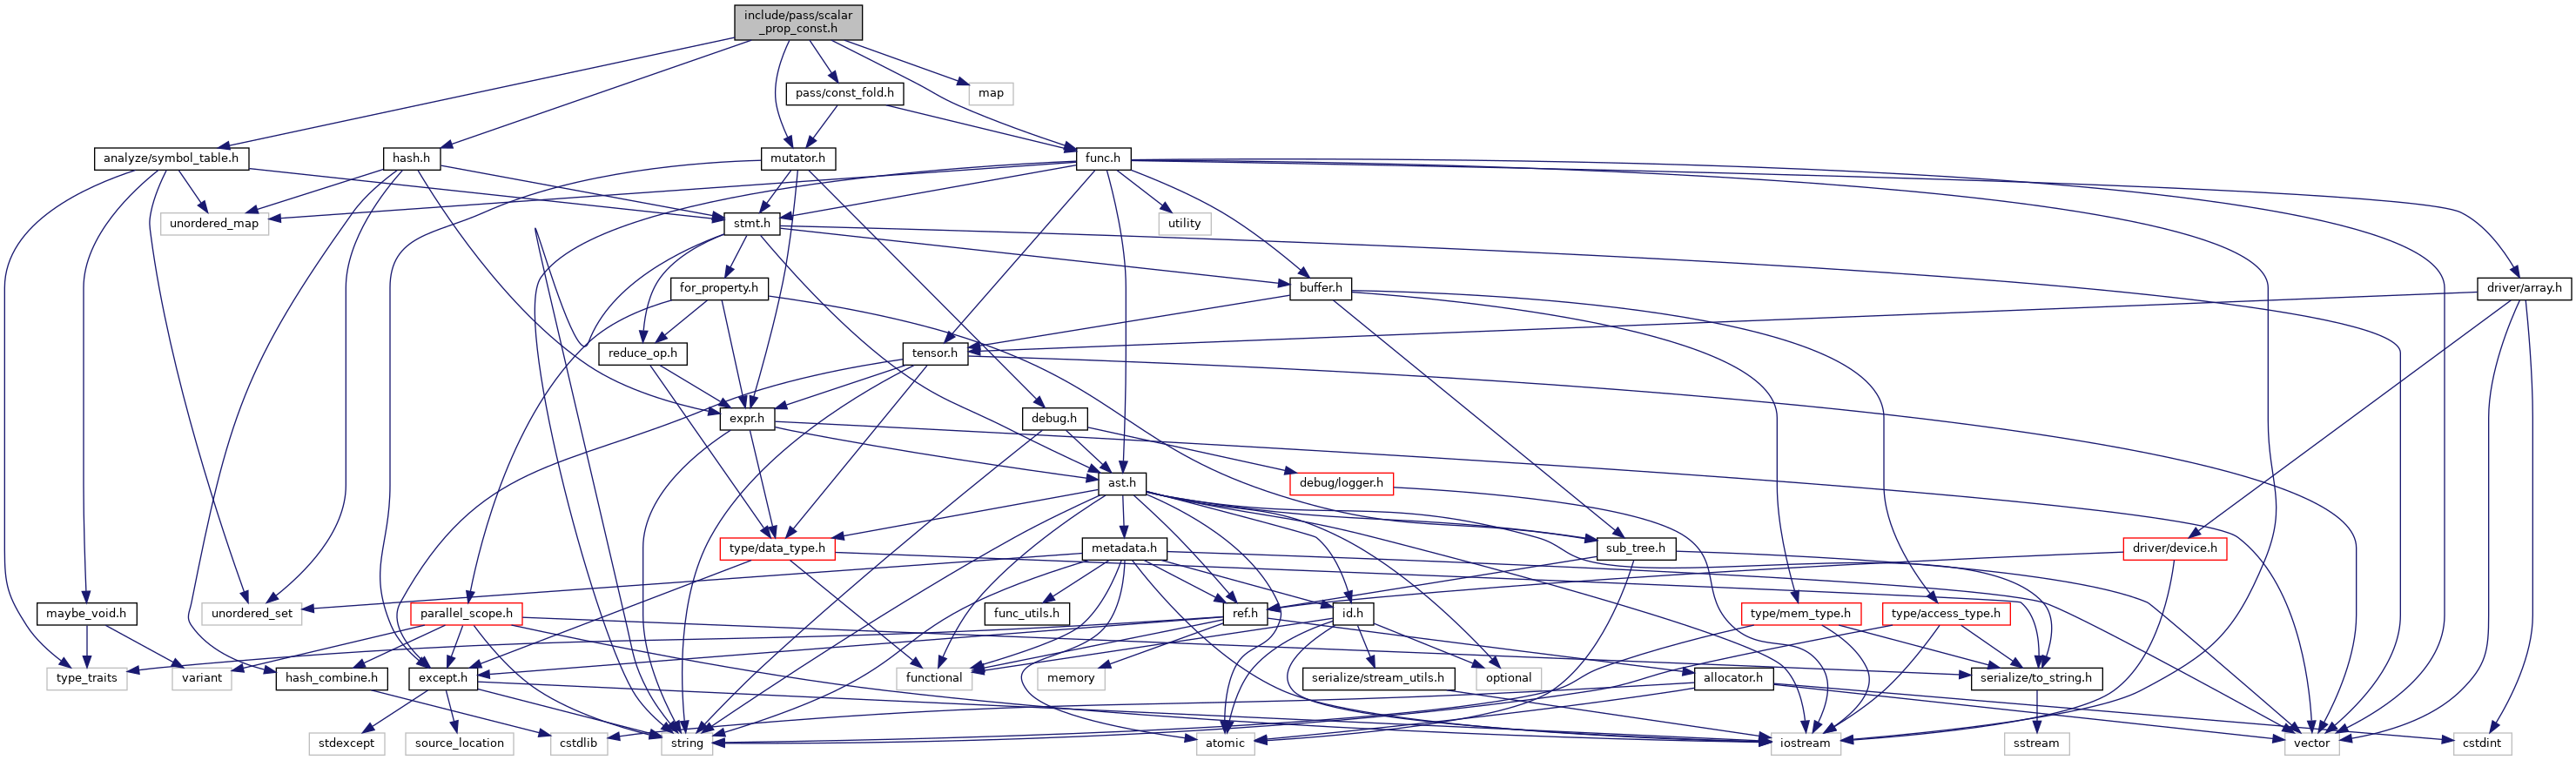 include/pass/scalar
_prop_const.h
pass/const_fold.h
map
analyze/symbol_table.h
hash.h
mutator.h
func.h
unordered_map
stmt.h
utility
for_property.h
buffer.h
driver/array.h
reduce_op.h
tensor.h
expr.h
debug.h
ast.h
debug/logger.h
type/data_type.h
metadata.h
sub_tree.h
driver/device.h
maybe_void.h
unordered_set
parallel_scope.h
func_utils.h
ref.h
id.h
type/mem_type.h
type/access_type.h
type_traits
variant
hash_combine.h
except.h
functional
memory
serialize/stream_utils.h
optional
allocator.h
serialize/to_string.h
stdexcept
source_location
cstdlib
string
atomic
iostream
sstream
vector
cstdint